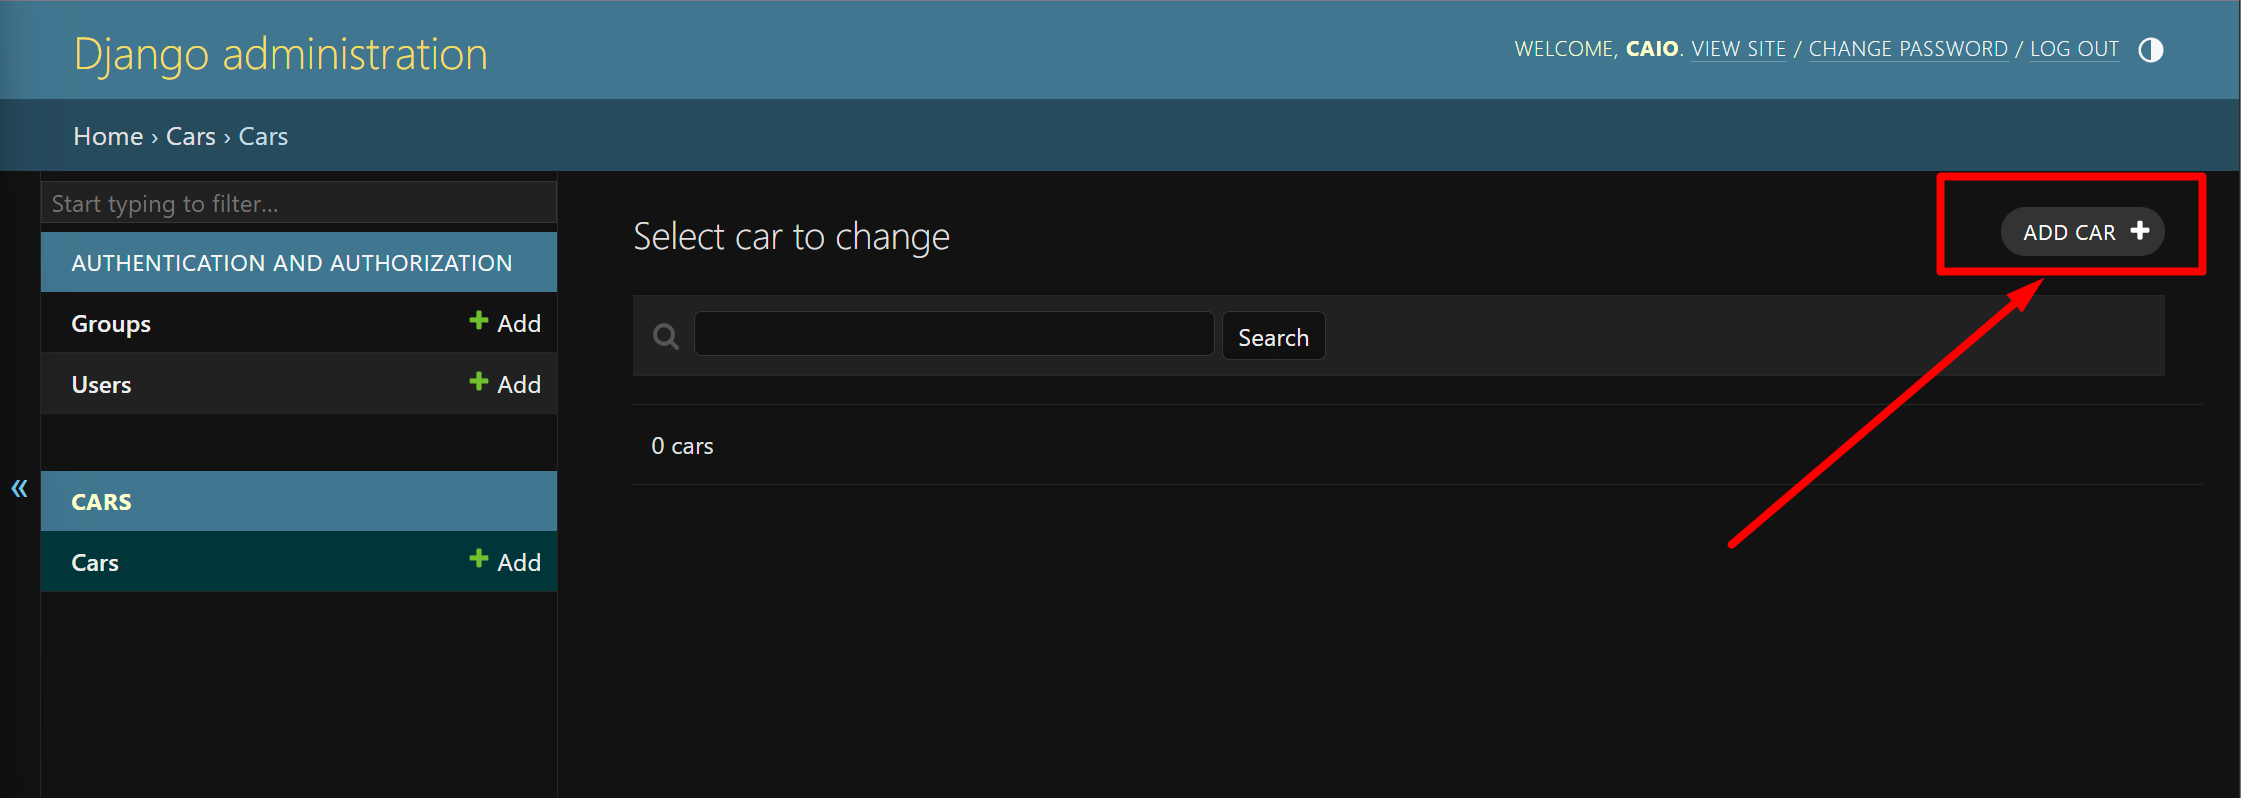 Django administration
WELCOME, CAIO. VIEW SITE / CHANGE PASSWORD / LOG OUT
Home › Cars › Cars
Start typing to filter...
AUTHENTICATION AND AUTHORIZATION
Groups + Add
Users + Add
CARS
Cars + Add
Select car to change
ADD CAR +
Search
0 cars